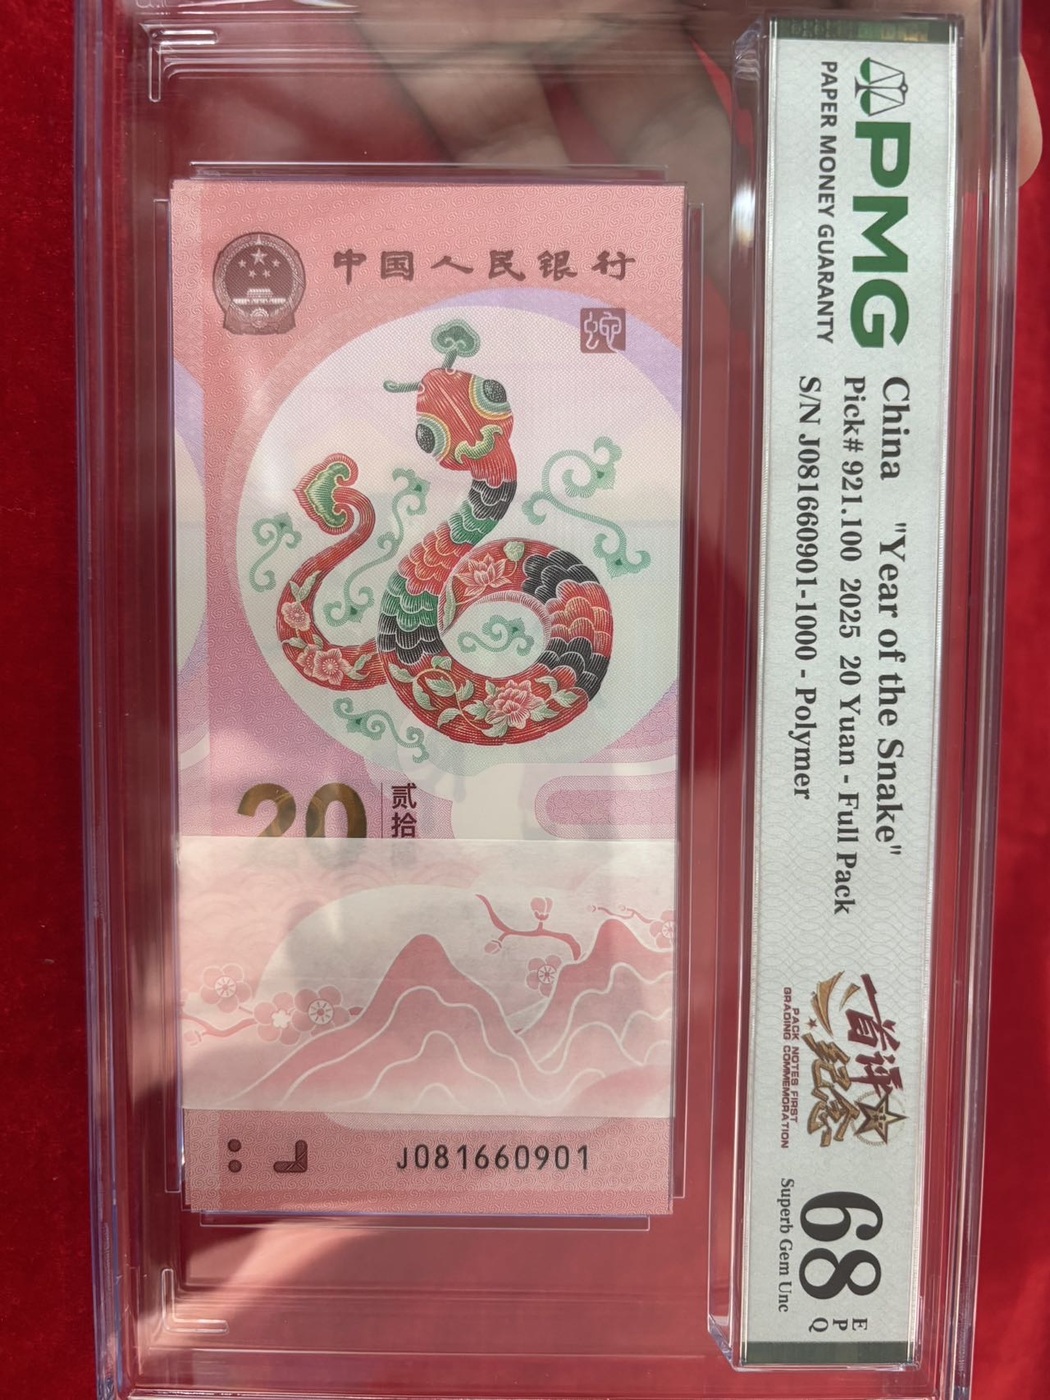 中国人民银行
蛇
20
贰拾
J081660901
PMG
PAPER MONEY GUARANTY
China "Year of the Snake"
Pick# 921.100 2025 20 Yuan - Full Pack
S/N J081660901-1000 - Polymer
首评
纪念
PACK NOTES FIRST
GRADING COMMEMORATION
68
EPQ
Superb Gem Unc